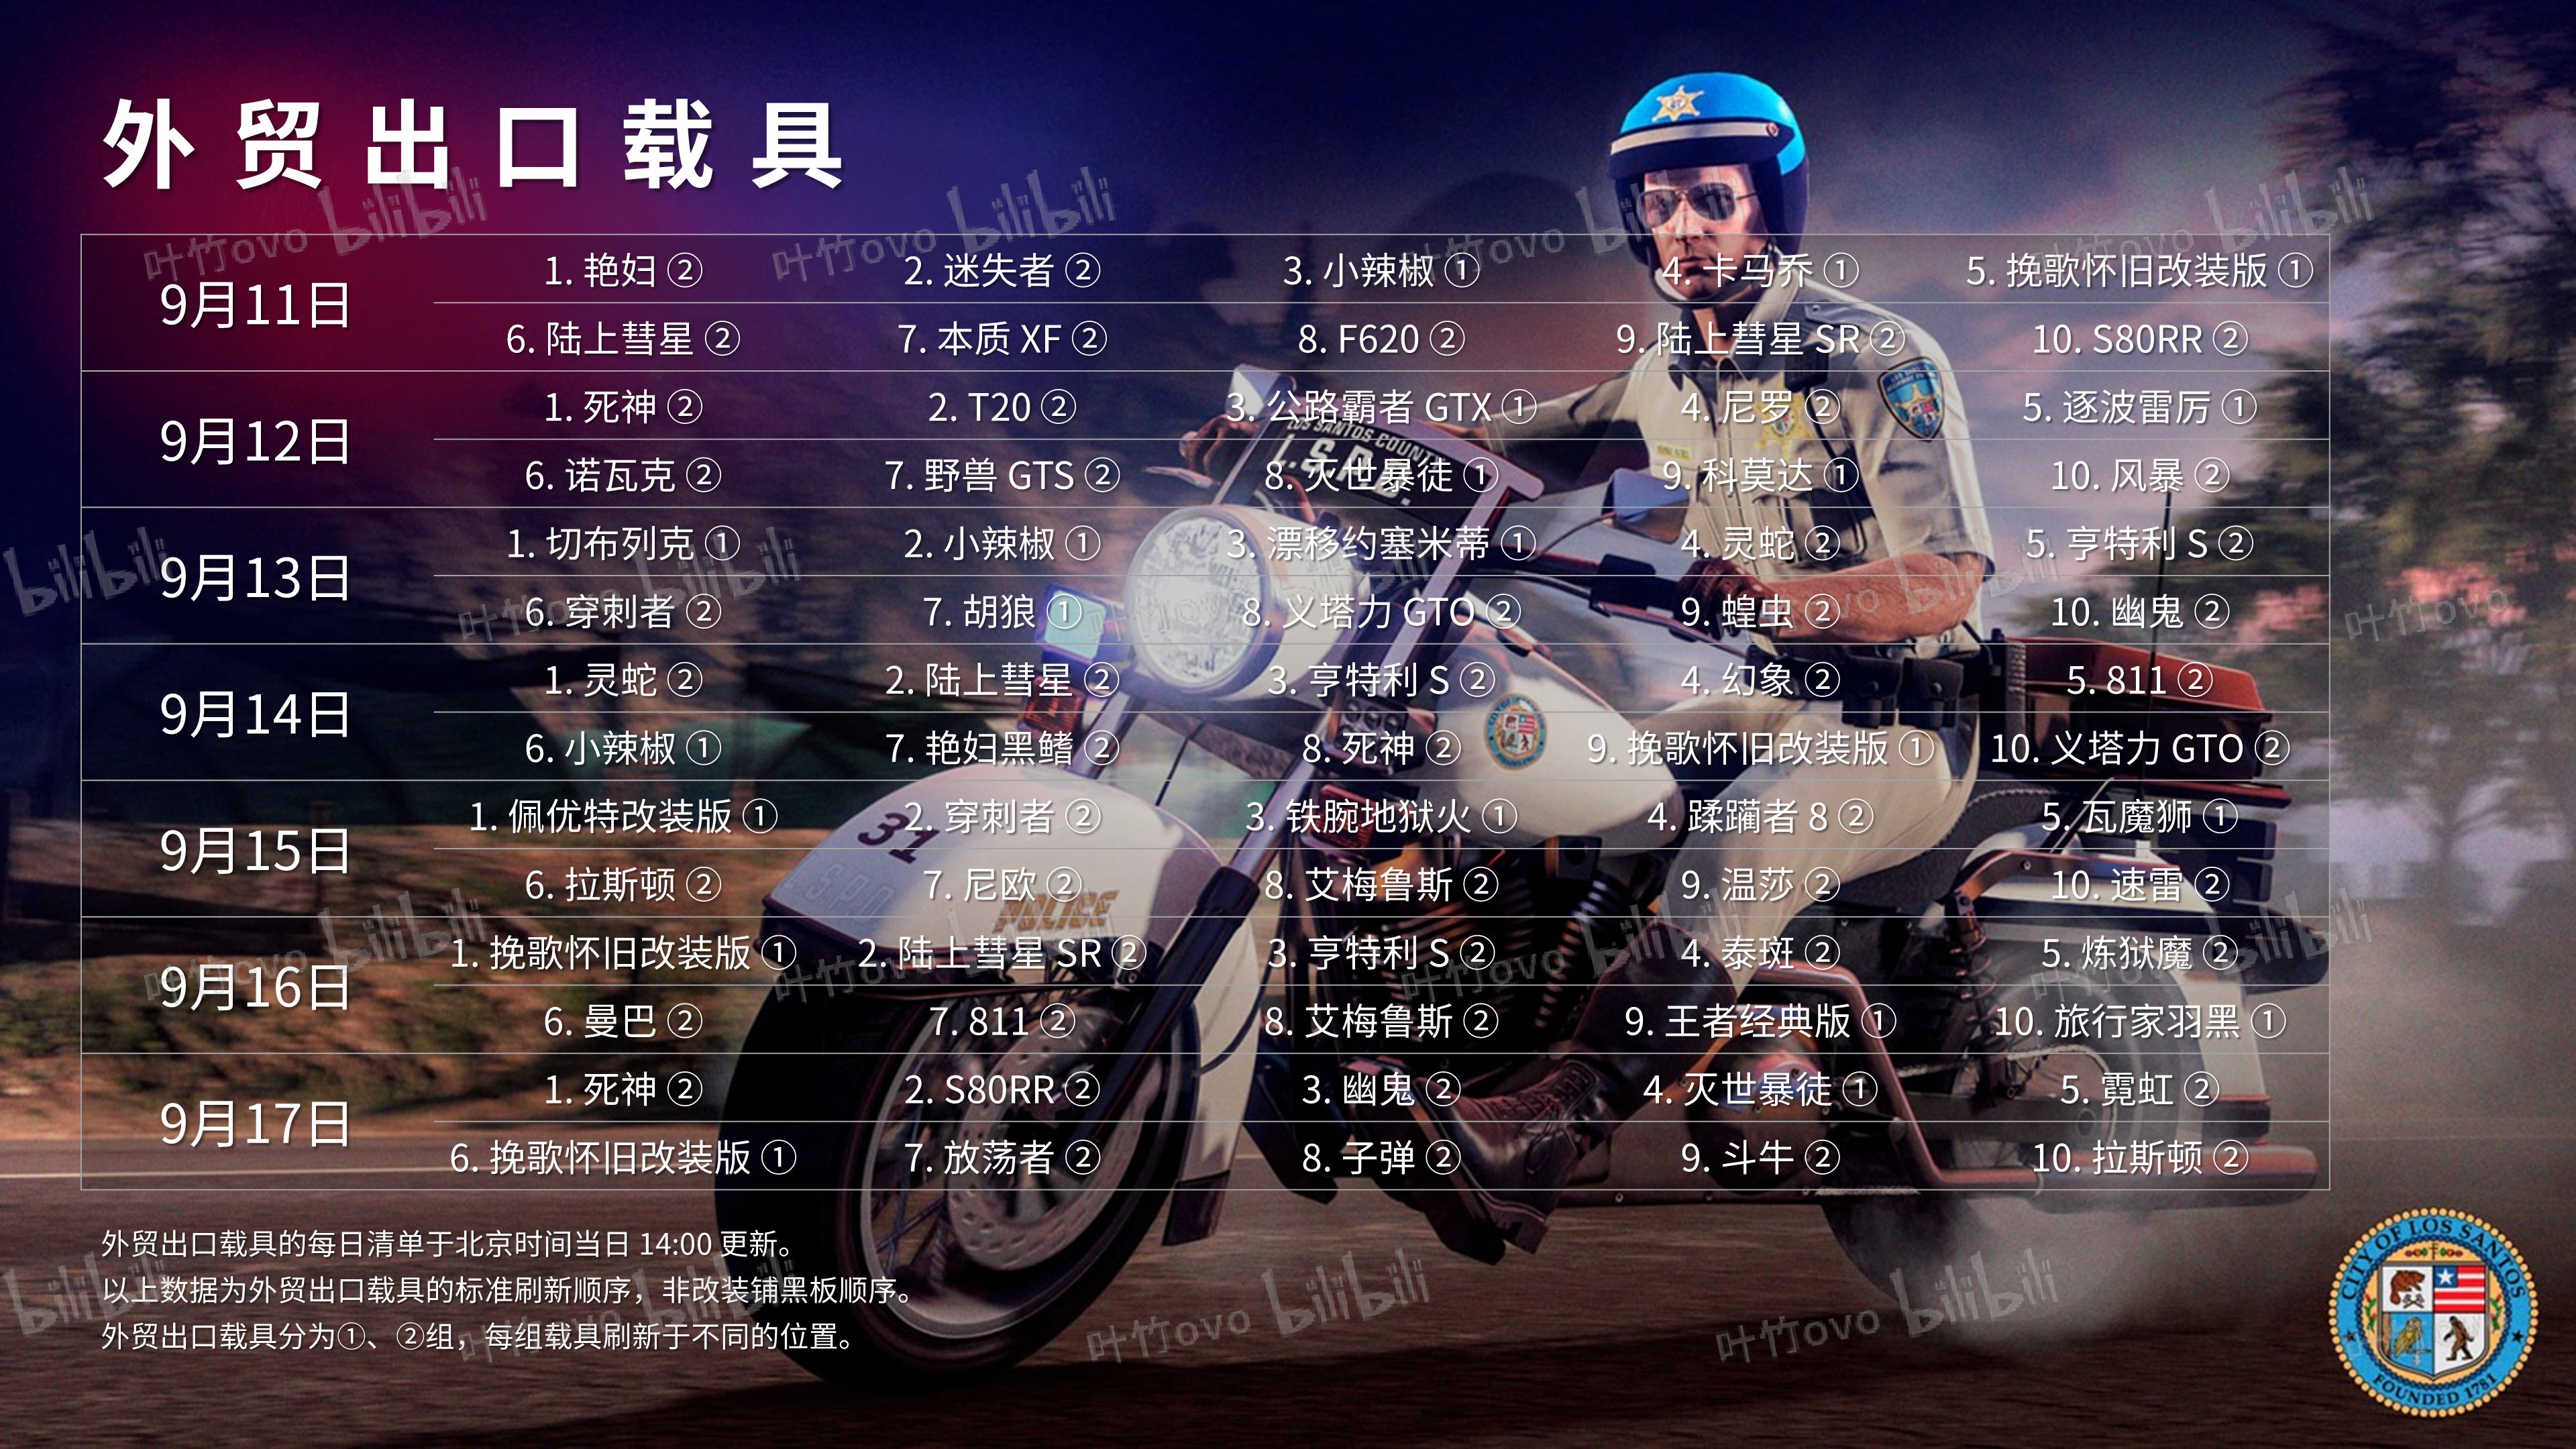 外贸出口载具
9月11日
1. 艳妇 ② 2. 迷失者 ② 3. 小辣椒 ① 4. 卡马乔 ① 5. 挽歌怀旧改装版 ①
6. 陆上彗星 ② 7. 本质 XF ② 8. F620 ② 9. 陆上彗星 SR ② 10. S80RR ②
9月12日
1. 死神 ② 2. T20 ② 3. 公路霸者 GTX ① 4. 尼罗 ② 5. 逐波雷厉 ①
6. 诺瓦克 ② 7. 野兽 GTS ② 8. 灭世暴徒 ① 9. 科莫达 ① 10. 风暴 ②
9月13日
1. 切布列克 ① 2. 小辣椒 ① 3. 漂移约塞米蒂 ① 4. 灵蛇 ② 5. 亨特利 S ②
6. 穿刺者 ② 7. 胡狼 ① 8. 义塔力 GTO ② 9. 蝗虫 ② 10. 幽鬼 ②
9月14日
1. 灵蛇 ② 2. 陆上彗星 ② 3. 亨特利 S ② 4. 幻象 ② 5. 811 ②
6. 小辣椒 ① 7. 艳妇黑鳍 ② 8. 死神 ② 9. 挽歌怀旧改装版 ① 10. 义塔力 GTO ②
9月15日
1. 佩优特改装版 ① 2. 穿刺者 ② 3. 铁腕地狱火 ① 4. 蹂躏者 8 ② 5. 瓦魔狮 ①
6. 拉斯顿 ② 7. 尼欧 ② 8. 艾梅鲁斯 ② 9. 温莎 ② 10. 速雷 ②
9月16日
1. 挽歌怀旧改装版 ① 2. 陆上彗星 SR ② 3. 亨特利 S ② 4. 泰斑 ② 5. 炼狱魔 ②
6. 曼巴 ② 7. 811 ② 8. 艾梅鲁斯 ② 9. 王者经典版 ① 10. 旅行家羽黑 ①
9月17日
1. 死神 ② 2. S80RR ② 3. 幽鬼 ② 4. 灭世暴徒 ① 5. 霓虹 ②
6. 挽歌怀旧改装版 ① 7. 放荡者 ② 8. 子弹 ② 9. 斗牛 ② 10. 拉斯顿 ②
外贸出口载具的每日清单于北京时间当日 14:00 更新。
以上数据为外贸出口载具的标准刷新顺序，非改装铺黑板顺序。
外贸出口载具分为①、②组，每组载具刷新于不同的位置。
叶竹ovo bilibili
LOS SANTOS COUNTY
31
POLICE
CITY OF LOS SANTOS
FOUNDED 1781